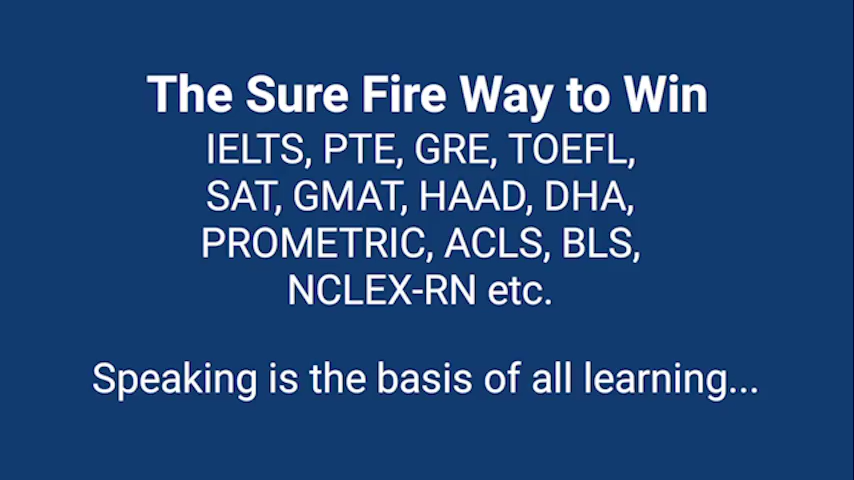 The Sure Fire Way to Win
IELTS, PTE, GRE, TOEFL,
SAT, GMAT, HAAD, DHA,
PROMETRIC, ACLS, BLS,
NCLEX-RN etc.
Speaking is the basis of all learning...